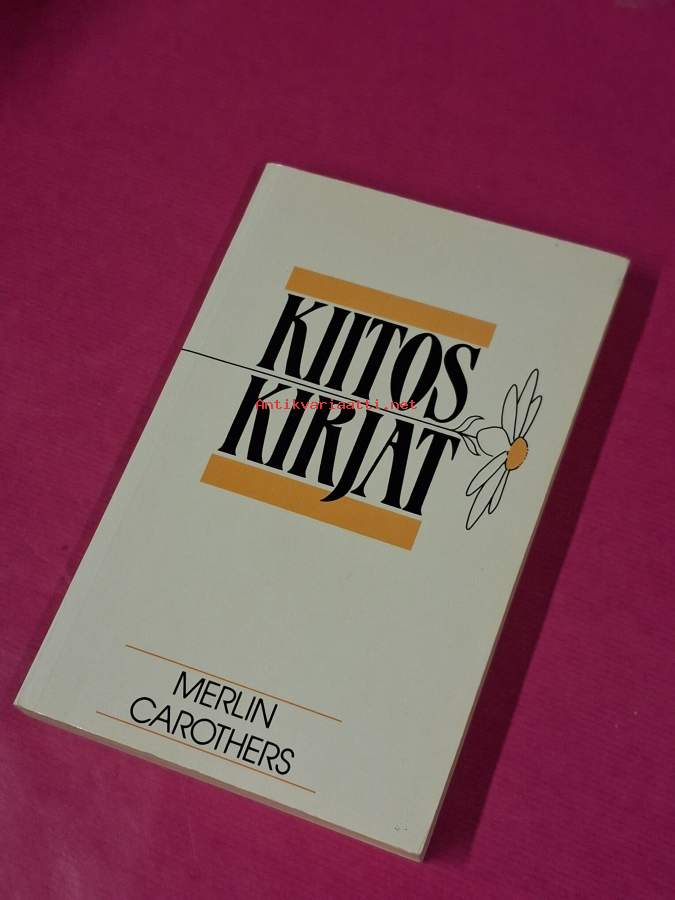 KIITOS
Antikvariaatti.net
KIRJAT
MERLIN
CAROTHERS